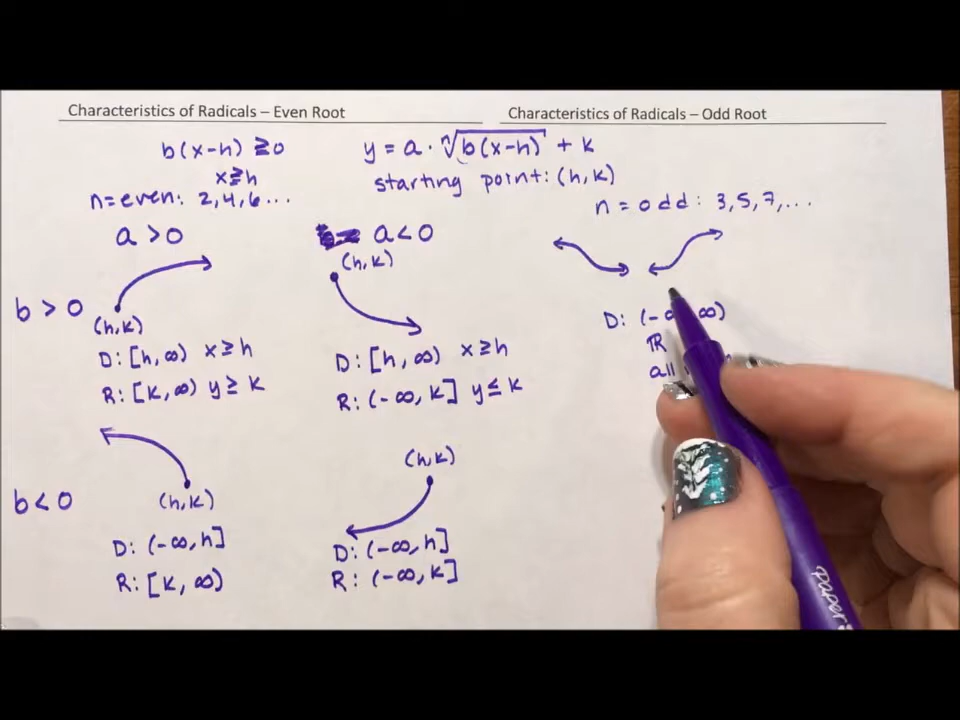 Characteristics of Radicals – Even Root
b(x-h) ≥0
x≥h
n=even: 2,4,6...
y = a · ⁿ√b(x-h) + k
starting point: (h,k)
a >0
a<0
b > 0
(h,k)
D: [h,∞) x≥h
R: [k,∞) y≥ k
(h,k)
D: [h,∞) x≥h
R: (-∞, k] y≤ k
b< 0
(h,k)
D: (-∞,h]
R: [k, ∞)
(h,k)
D: (-∞,h]
R: (-∞, k]
Characteristics of Radicals – Odd Root
n = odd: 3,5,7,...
D: (-∞, ∞)
ℝ
all